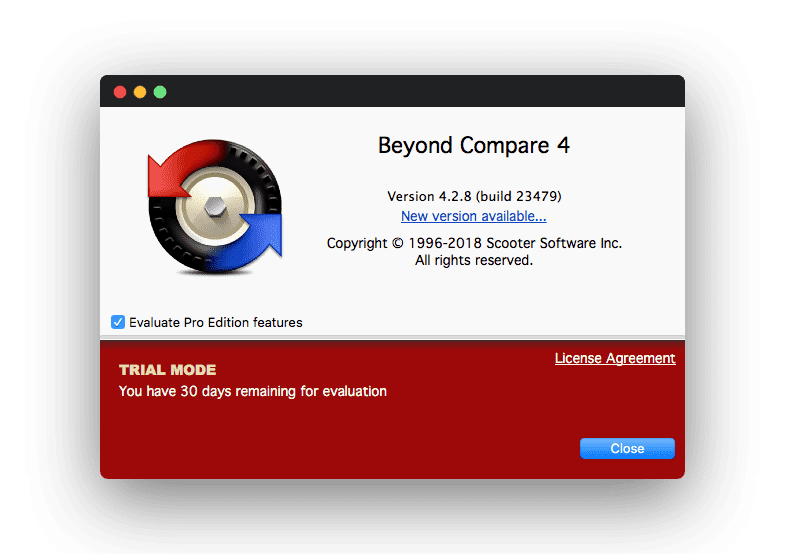 Beyond Compare 4
Version 4.2.8 (build 23479)
New version available...
Copyright © 1996-2018 Scooter Software Inc.
All rights reserved.
Evaluate Pro Edition features
License Agreement
TRIAL MODE
You have 30 days remaining for evaluation
Close